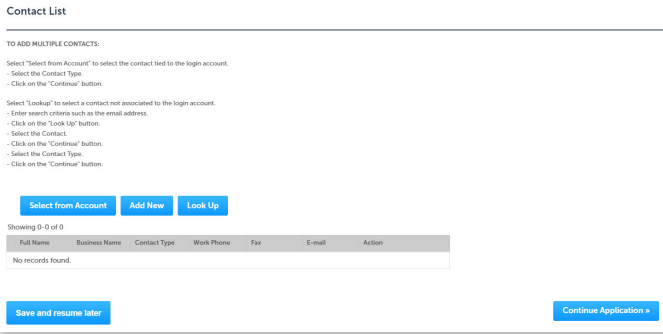 Contact List
TO ADD MULTIPLE CONTACTS:
Select "Select from Account" to select the contact tied to the login account.
- Select the Contact Type.
- Click on the "Continue" button.
Select "Lookup" to select a contact not associated to the login account.
- Enter search criteria such as the email address.
- Click on the "Look Up" button.
- Select the Contact.
- Click on the "Continue" button.
- Select the Contact Type.
- Click on the "Continue" button.
Select from Account Add New Look Up
Showing 0-0 of 0
Full Name Business Name Contact Type Work Phone Fax E-mail Action
No records found.
Save and resume later Continue Application »